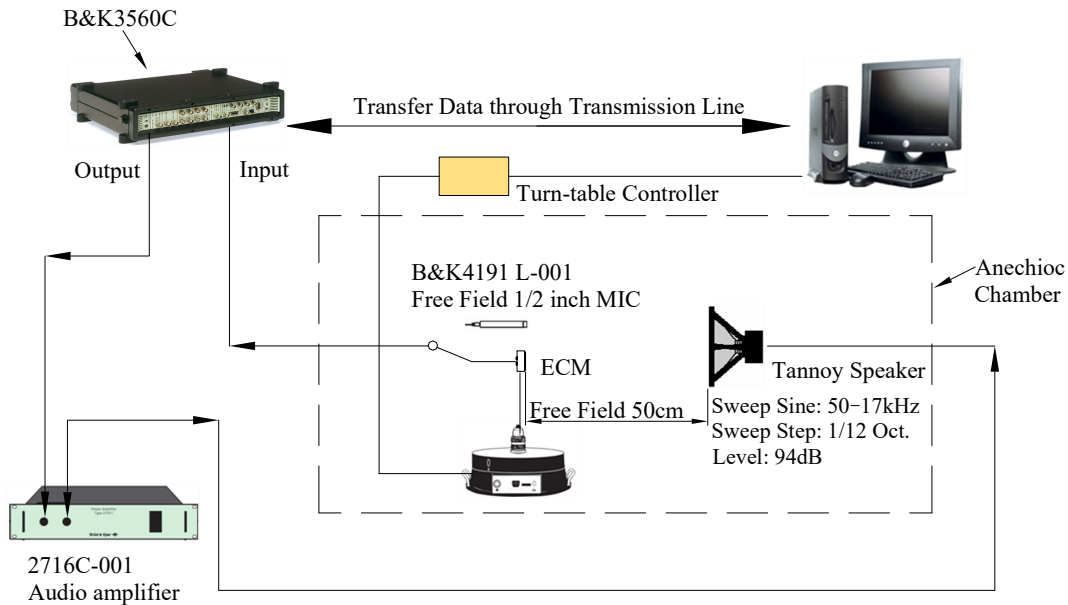 B&K3560C
Transfer Data through Transmission Line
Output
Input
Turn-table Controller
B&K4191 L-001
Free Field 1/2 inch MIC
Anechioc
Chamber
ECM
Tannoy Speaker
Free Field 50cm
Sweep Sine: 50−17kHz
Sweep Step: 1/12 Oct.
Level: 94dB
2716C-001
Audio amplifier